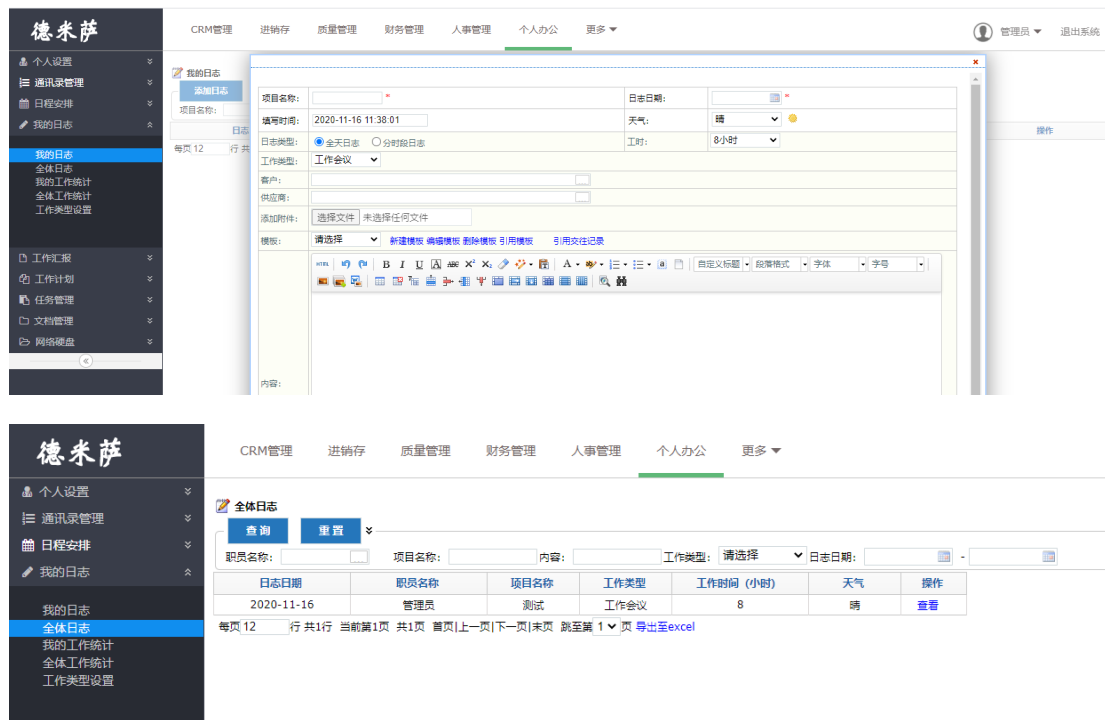 德米萨
CRM管理 进销存 质量管理 财务管理 人事管理 个人办公 更多
管理员 退出系统
个人设置
通讯录管理
日程安排
我的日志
我的日志
全体日志
我的工作统计
全体工作统计
工作类型设置
工作汇报
工作计划
任务管理
文档管理
网络硬盘
我的日志
添加日志
项目名称:
日志
操作
每页 12 行 共
项目名称: * 日志日期: *
填写时间: 2020-11-16 11:38:01 天气: 晴
日志类型: 全天日志 分时段日志 工时: 8小时
工作类型: 工作会议
客户:
供应商:
添加附件: 选择文件 未选择任何文件
模板: 请选择 新建模板 编辑模板 删除模板 引用模板 引用交往记录
HTML B I U A ABC X² X₂ A 自定义标题 段落格式 字体 字号
内容:
德米萨
CRM管理 进销存 质量管理 财务管理 人事管理 个人办公 更多
个人设置
通讯录管理
日程安排
我的日志
我的日志
全体日志
我的工作统计
全体工作统计
工作类型设置
全体日志
查询 重置
职员名称: 项目名称: 内容: 工作类型: 请选择 日志日期: -
日志日期 职员名称 项目名称 工作类型 工作时间（小时） 天气 操作
2020-11-16 管理员 测试 工作会议 8 晴 查看
每页 12 行 共1行 当前第1页 共1页 首页|上一页|下一页|末页 跳至第 1 页 导出至excel